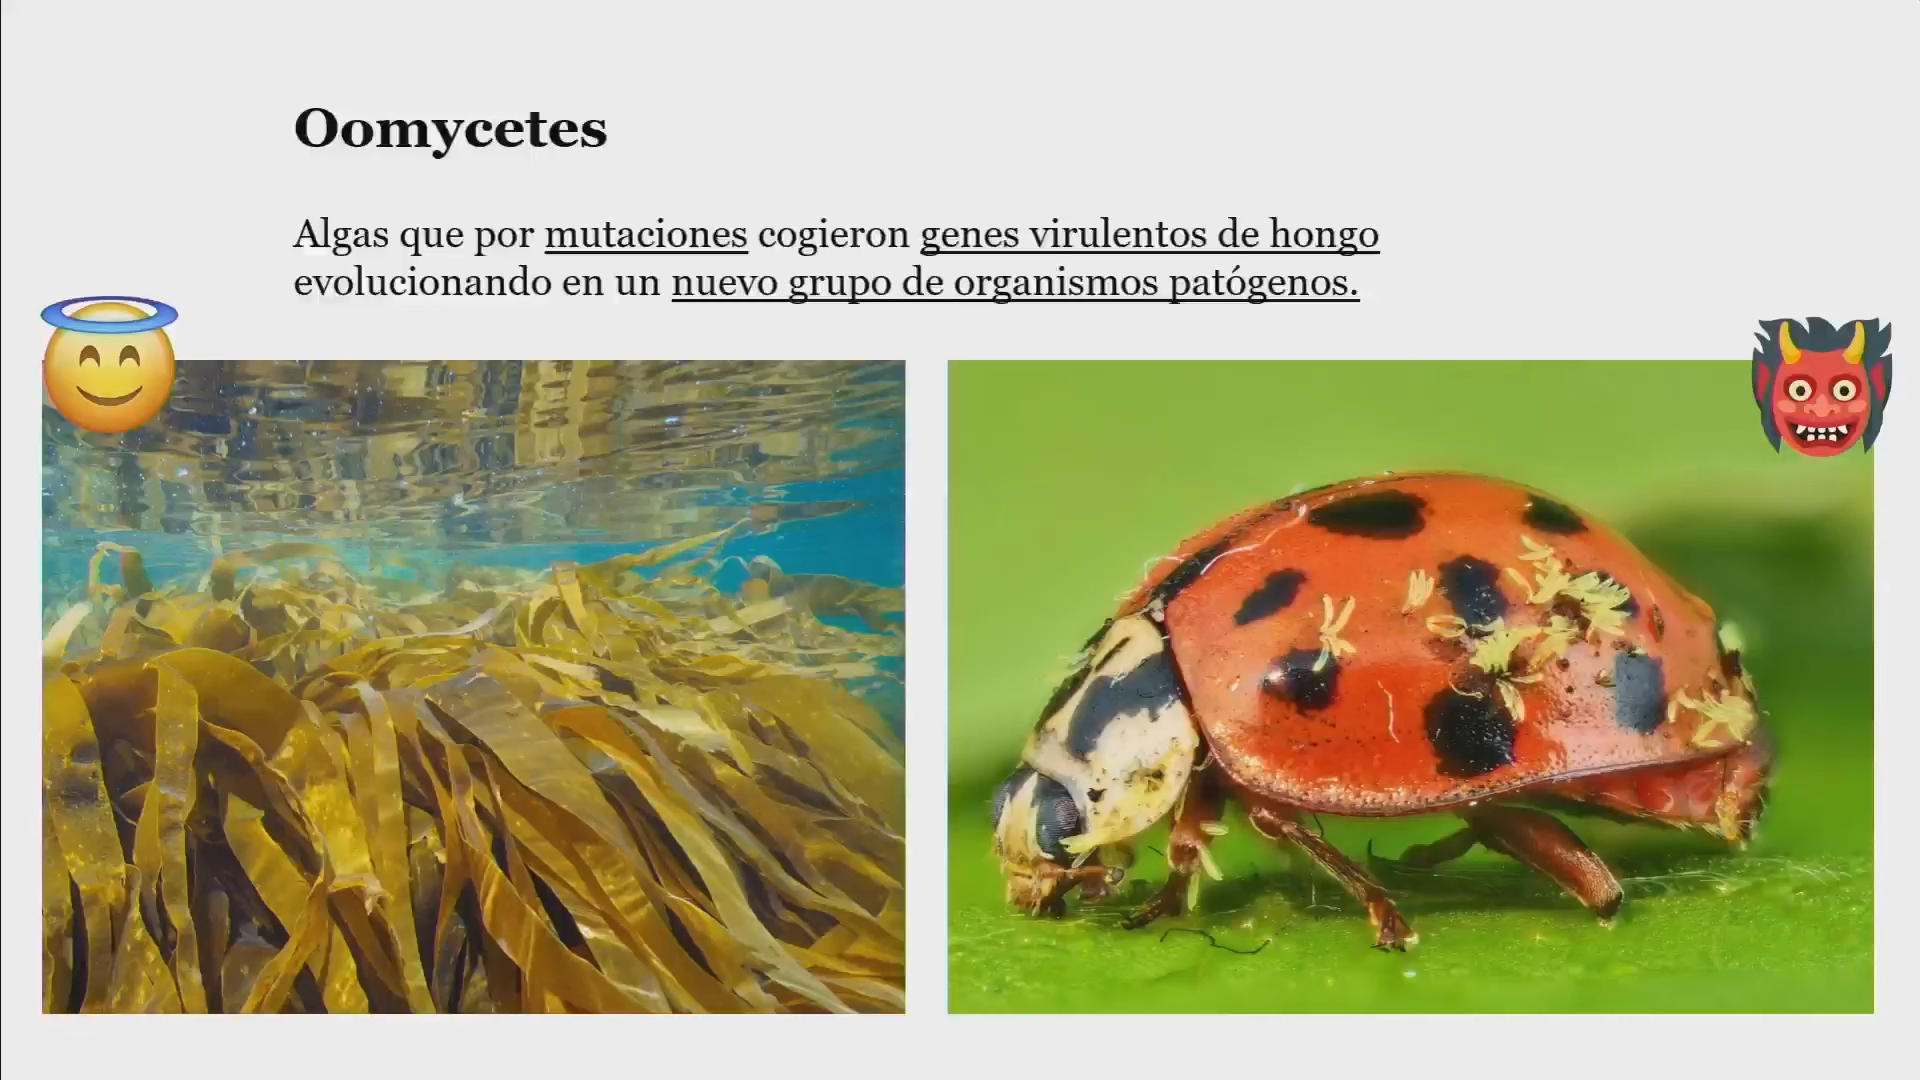 Oomycetes
Algas que por mutaciones cogieron genes virulentos de hongo
evolucionando en un nuevo grupo de organismos patógenos.